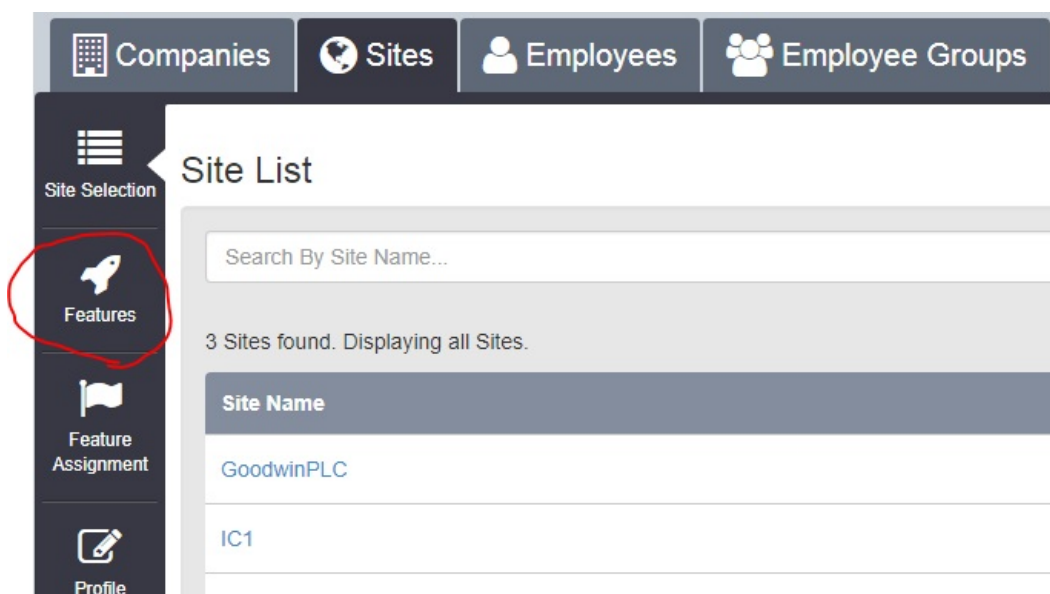 Companies
Sites
Employees
Employee Groups
Site Selection
Features
Feature
Assignment
Profile
Site List
Search By Site Name...
3 Sites found. Displaying all Sites.
Site Name
GoodwinPLC
IC1